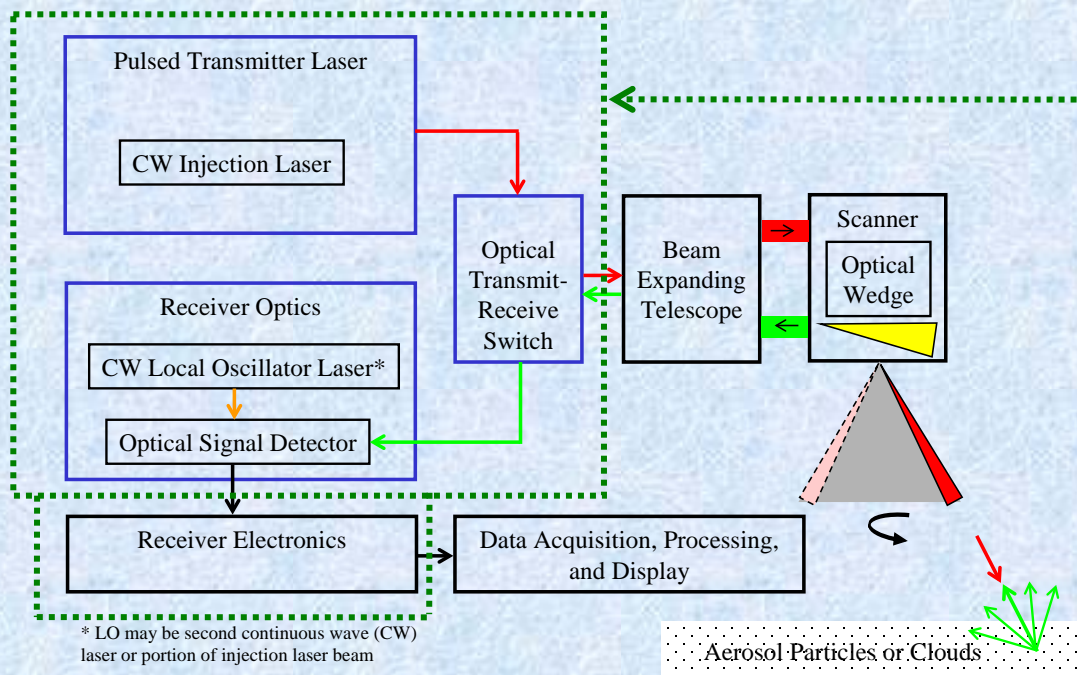 Pulsed Transmitter Laser
CW Injection Laser
Optical
Transmit-
Receive
Switch
Beam
Expanding
Telescope
Scanner
Optical
Wedge
Receiver Optics
CW Local Oscillator Laser*
Optical Signal Detector
Receiver Electronics
Data Acquisition, Processing,
and Display
* LO may be second continuous wave (CW)
laser or portion of injection laser beam
Aerosol Particles or Clouds